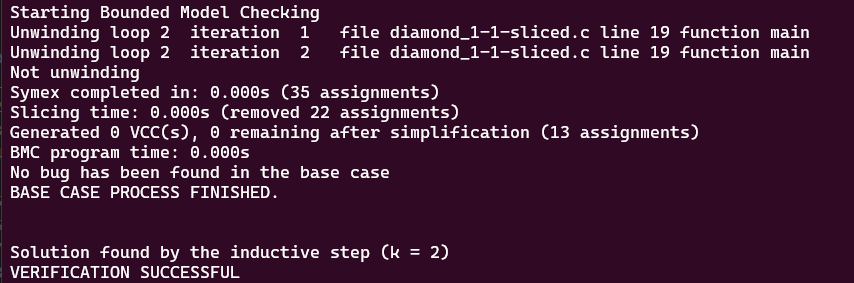 Starting Bounded Model Checking
Unwinding loop 2  iteration  1   file diamond_1-1-sliced.c line 19 function main
Unwinding loop 2  iteration  2   file diamond_1-1-sliced.c line 19 function main
Not unwinding
Symex completed in: 0.000s (35 assignments)
Slicing time: 0.000s (removed 22 assignments)
Generated 0 VCC(s), 0 remaining after simplification (13 assignments)
BMC program time: 0.000s
No bug has been found in the base case
BASE CASE PROCESS FINISHED.
Solution found by the inductive step (k = 2)
VERIFICATION SUCCESSFUL